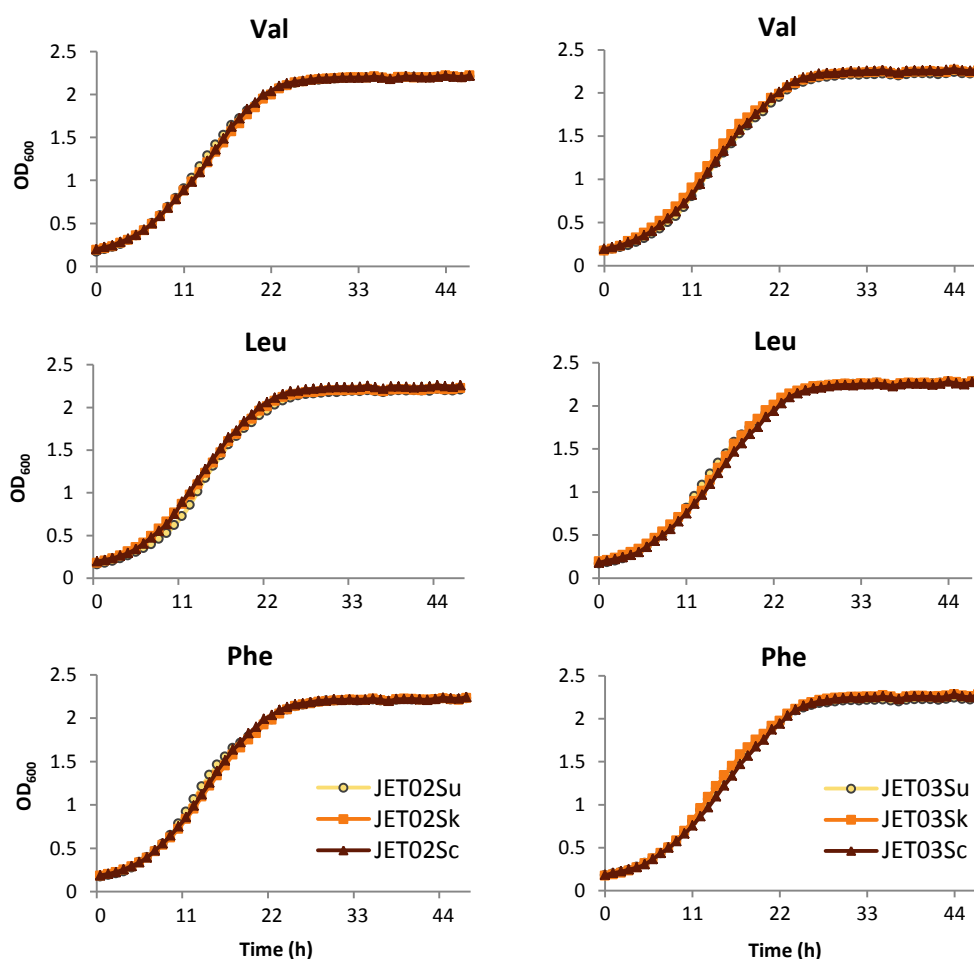 Val
2.5
2
1.5
1
0.5
0
OD600
0 11 22 33 44
Val
2.5
2
1.5
1
0.5
0
0 11 22 33 44
Leu
2.5
2
1.5
1
0.5
0
OD600
0 11 22 33 44
Leu
2.5
2
1.5
1
0.5
0
0 11 22 33 44
Phe
2.5
2
1.5
1
0.5
0
OD600
JET02Su
JET02Sk
JET02Sc
0 11 22 33 44
Time (h)
Phe
2.5
2
1.5
1
0.5
0
JET03Su
JET03Sk
JET03Sc
0 11 22 33 44
Time (h)